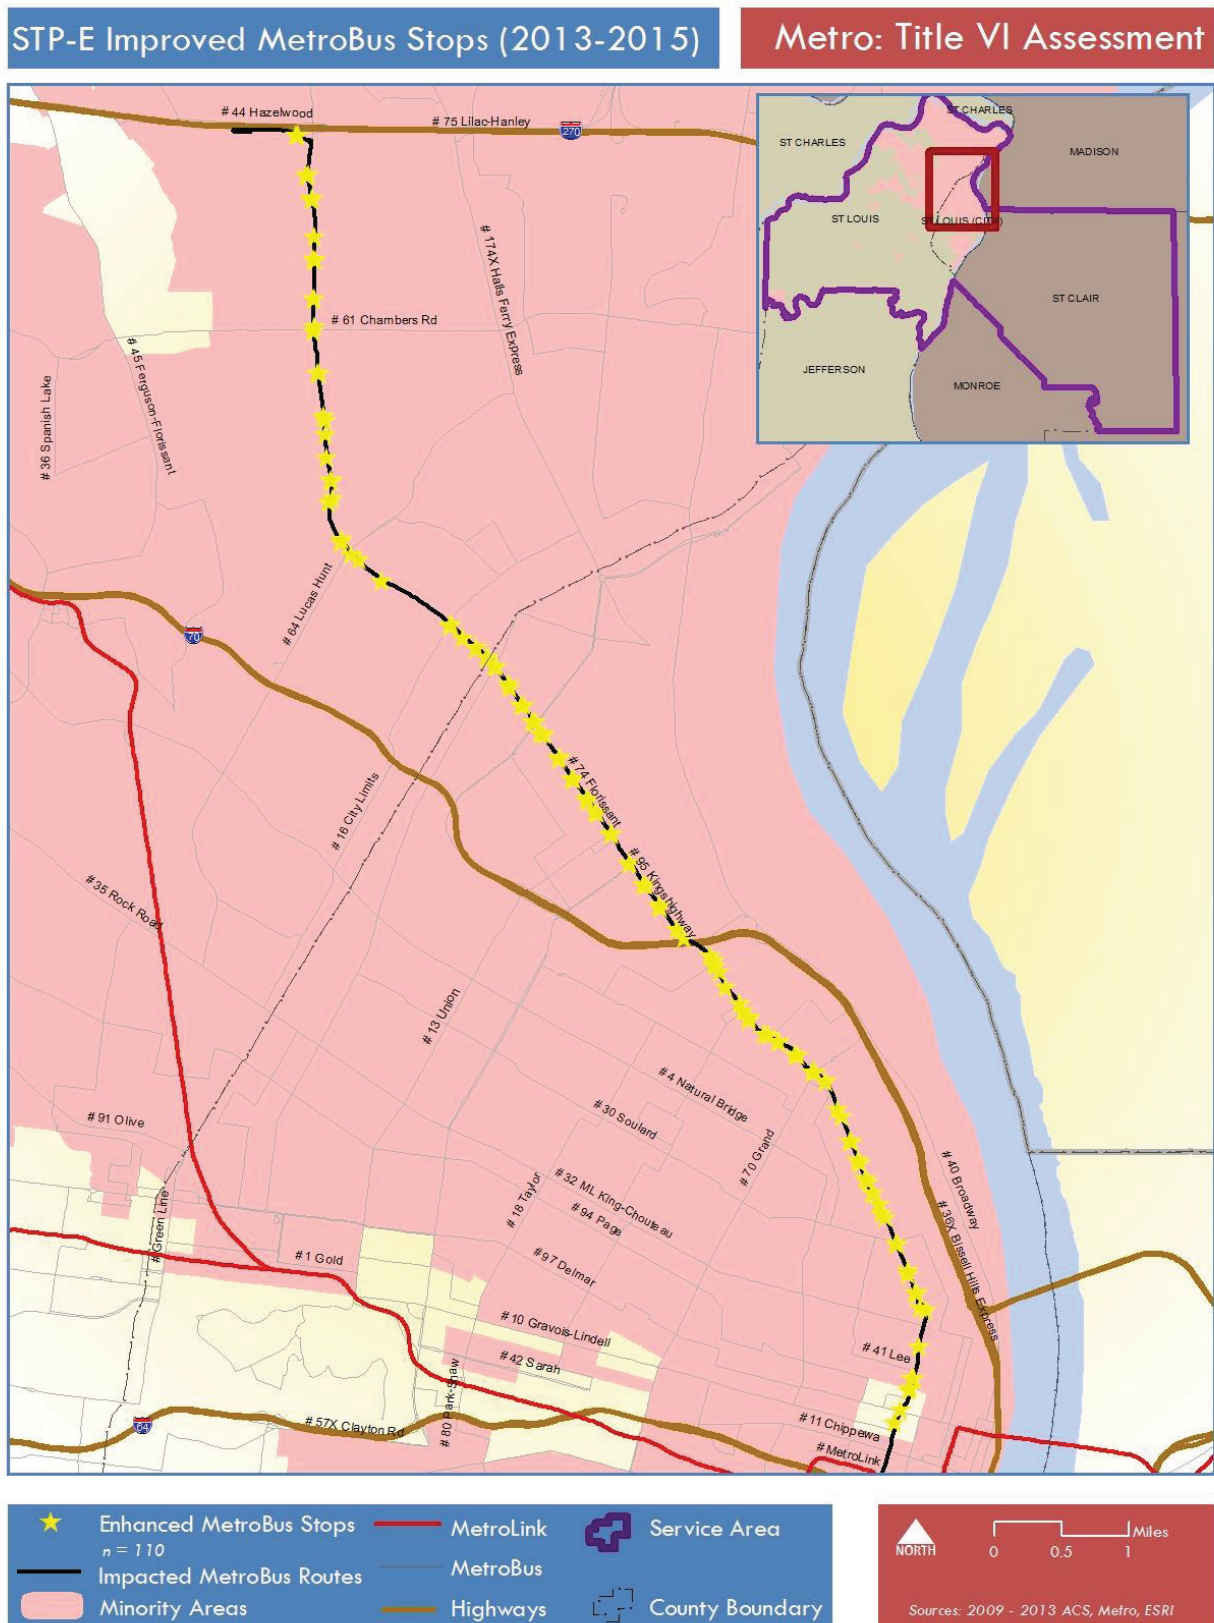 STP-E Improved MetroBus Stops (2013-2015)
Metro: Title VI Assessment
# 44 Hazelwood
# 75 Lilac-Hanley
270
ST CHARLES
ST CHARLES
MADISON
ST LOUIS
ST LOUIS (CITY)
ST CLAIR
JEFFERSON
MONROE
# 174X Halls Ferry Express
# 61 Chambers Rd
# 45 Ferguson-Florissant
# 36 Spanish Lake
# 64 Lucas Hunt
70
# 16 City Limits
# 74 Florissant
# 95 Kingshighway
# 35 Rock Road
# 13 Union
# 4 Natural Bridge
# 30 Soulard
# 91 Olive
# 70 Grand
# 32 ML King-Chouteau
# 40 Broadway
# 18 Taylor
# 94 Page
# 36X Bissell Hills Express
# Green Line
# 1 Gold
# 97 Delmar
# 10 Gravois-Lindell
# 41 Lee
# 42 Sarah
# 80 Park-Shaw
64
# 57X Clayton Rd
# 11 Chippewa
# MetroLink
Enhanced MetroBus Stops
n = 110
Impacted MetroBus Routes
Minority Areas
MetroLink
MetroBus
Highways
Service Area
County Boundary
NORTH
Miles
0 0.5 1
Sources: 2009 - 2013 ACS, Metro, ESRI